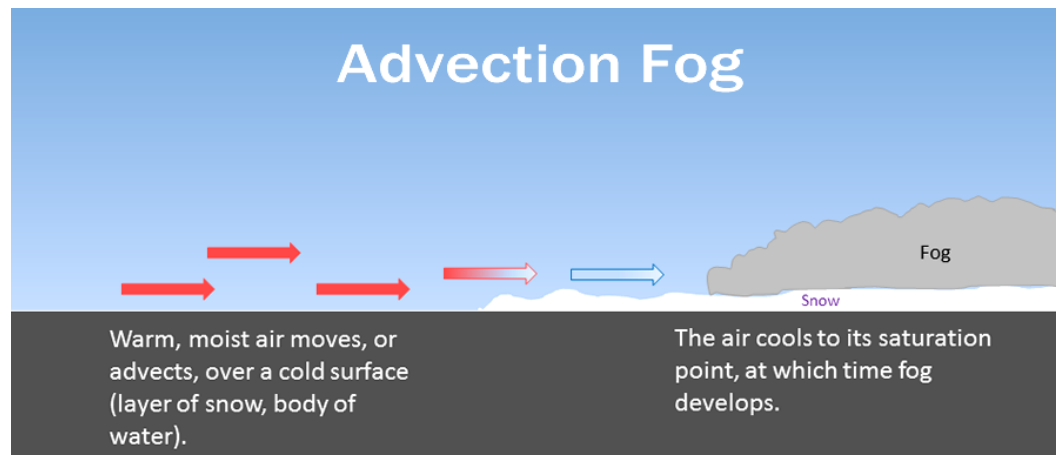 Advection Fog
Fog
Snow
Warm, moist air moves, or
advects, over a cold surface
(layer of snow, body of
water).
The air cools to its saturation
point, at which time fog
develops.